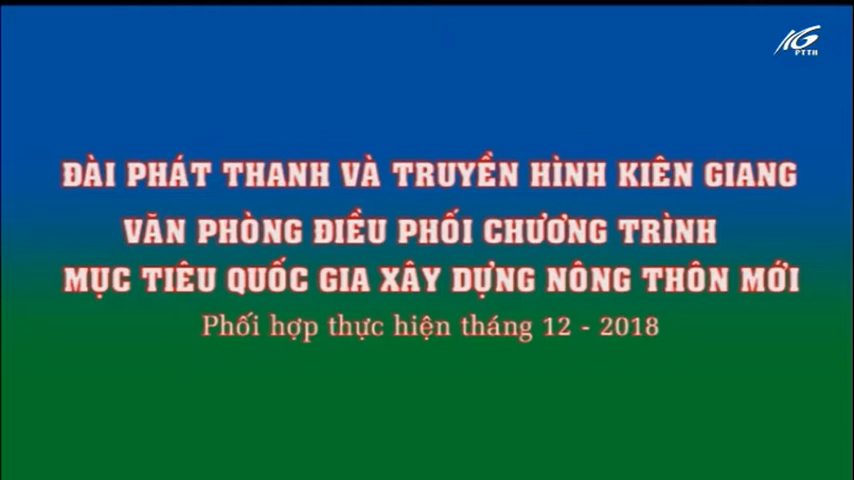 KG
PTTH
ĐÀI PHÁT THANH VÀ TRUYỀN HÌNH KIÊN GIANG
VĂN PHÒNG ĐIỀU PHỐI CHƯƠNG TRÌNH
MỤC TIÊU QUỐC GIA XÂY DỰNG NÔNG THÔN MỚI
Phối hợp thực hiện tháng 12 - 2018